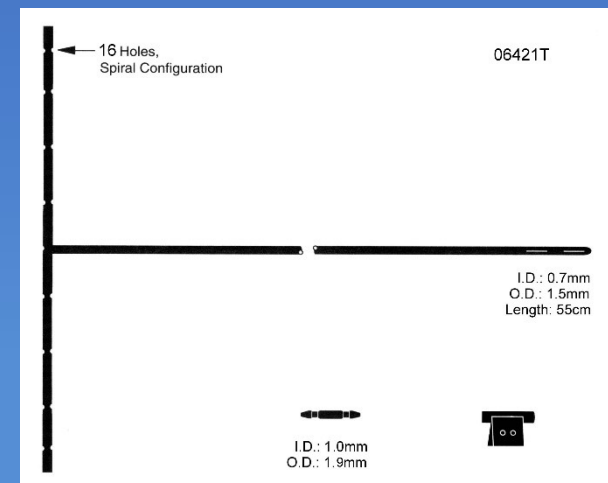 16 Holes,
Spiral Configuration
06421T
I.D.: 0.7mm
O.D.: 1.5mm
Length: 55cm
I.D.: 1.0mm
O.D.: 1.9mm